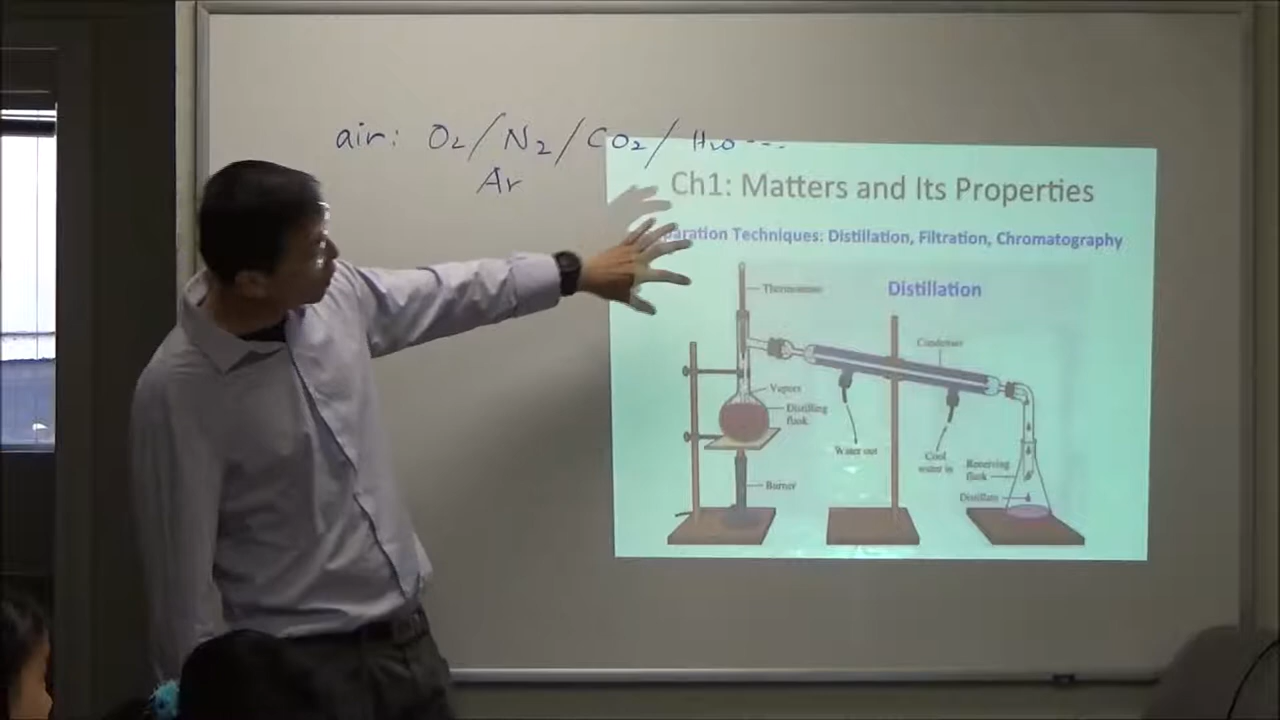 air: O2 / N2 / CO2 / H2O ---
Ar
Ch1: Matters and Its Properties
paration Techniques: Distillation, Filtration, Chromatography
Distillation
Thermometer
Condenser
Vapors
Distilling
flask
Water out
Cool
water in
Receiving
flask
Burner
Distillate